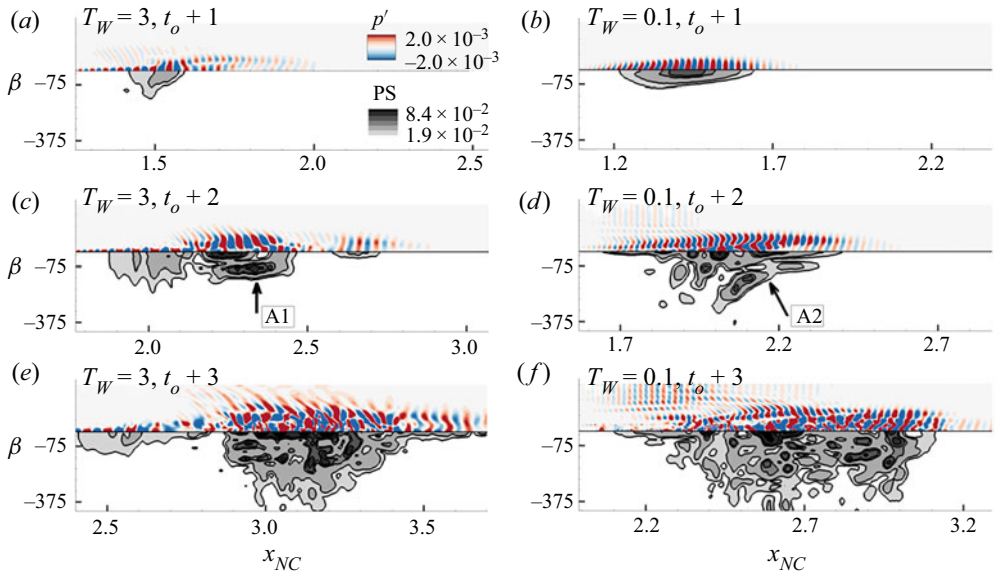 (a) T_W = 3, t_o + 1
p′
2.0 × 10⁻³
−2.0 × 10⁻³
PS
8.4 × 10⁻²
1.9 × 10⁻²
β −75
−375
1.5 2.0 2.5
(b) T_W = 0.1, t_o + 1
−75
−375
1.2 1.7 2.2
(c) T_W = 3, t_o + 2
β −75
−375
A1
2.0 2.5 3.0
(d) T_W = 0.1, t_o + 2
−75
−375
A2
1.7 2.2 2.7
(e) T_W = 3, t_o + 3
β −75
−375
2.5 3.0 3.5
x_NC
(f) T_W = 0.1, t_o + 3
−75
−375
2.2 2.7 3.2
x_NC